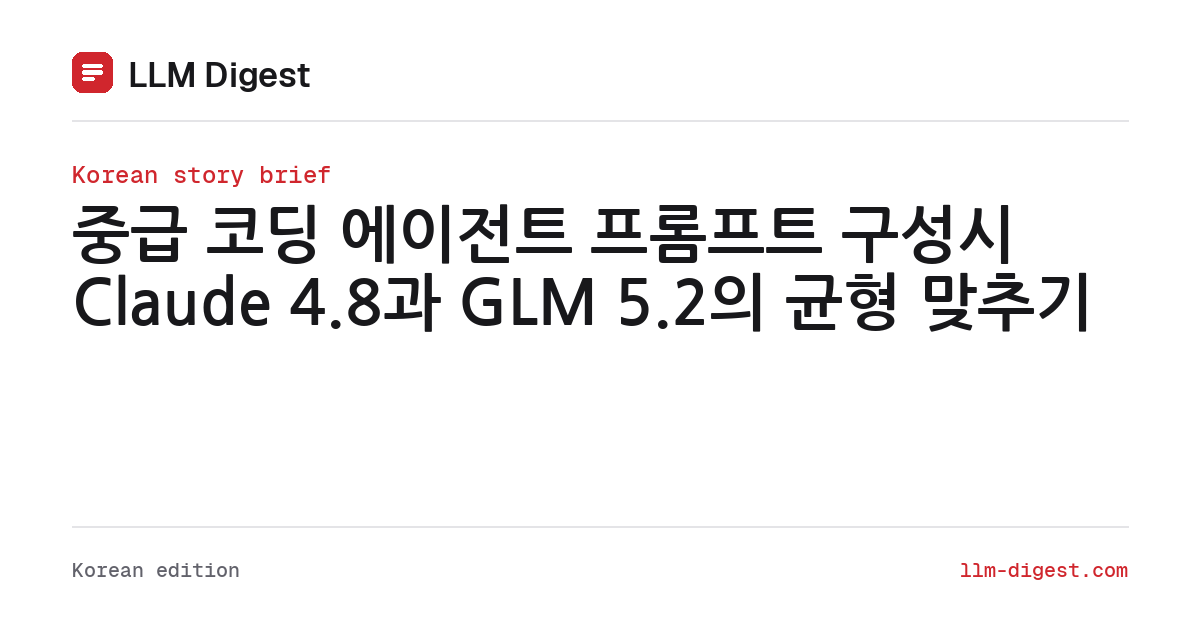 LLM Digest
Korean story brief
중급 코딩 에이전트 프롬프트 구성시
Claude 4.8과 GLM 5.2의 균형 맞추기
Korean edition
llm-digest.com